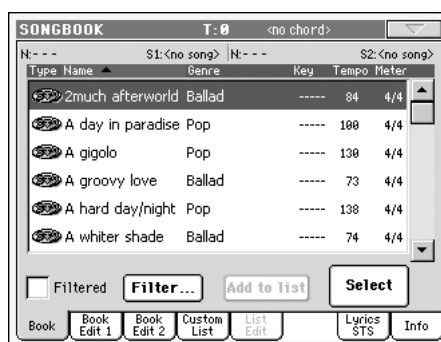 SONGBOOK T:0 <no chord>
N:--- S1:<no song> N:--- S2:<no song>
Type Name Genre Key Tempo Meter
2much afterworld Ballad ----- 84 4/4
A day in paradise Pop ----- 100 4/4
A gigolo Pop ----- 130 4/4
A groovy love Ballad ----- 73 4/4
A hard day/night Pop ----- 138 4/4
A whiter shade Ballad ----- 74 4/4
Filtered Filter... Add to list Select
Book Book Edit 1 Book Edit 2 Custom List List Edit Lyrics STS Info